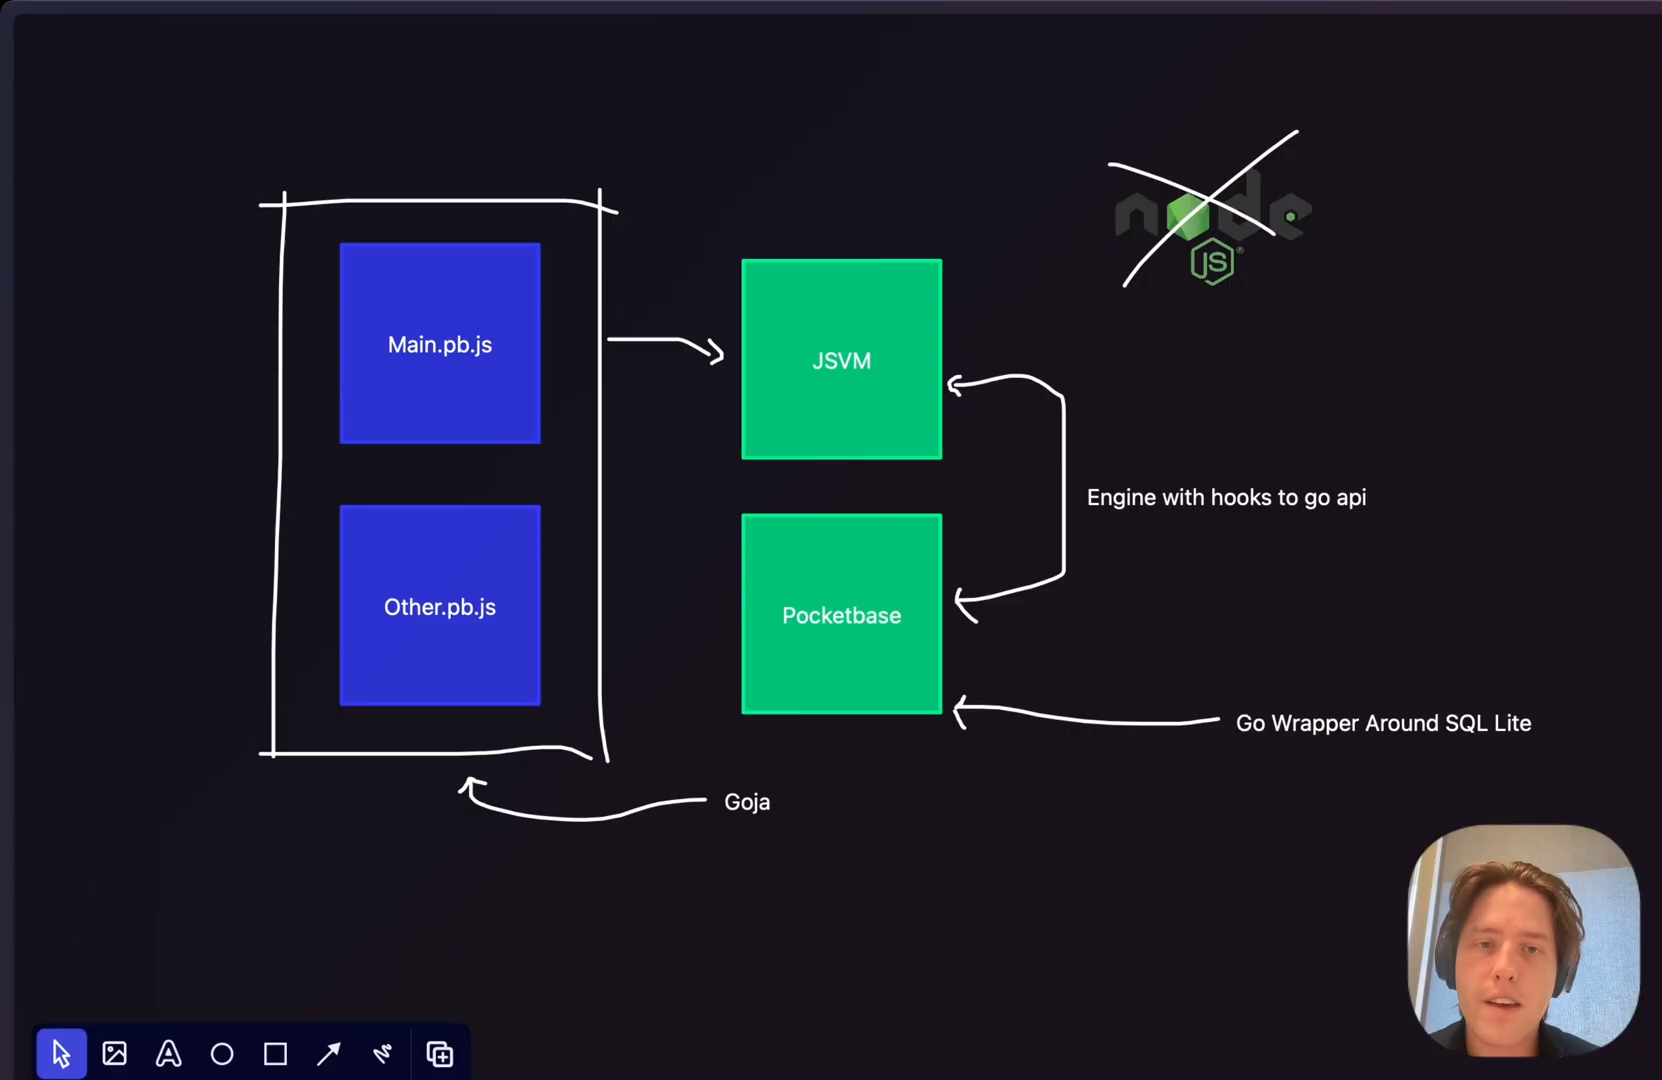 node
JS
®
Main.pb.js
JSVM
Engine with hooks to go api
Other.pb.js
Pocketbase
Go Wrapper Around SQL Lite
Goja